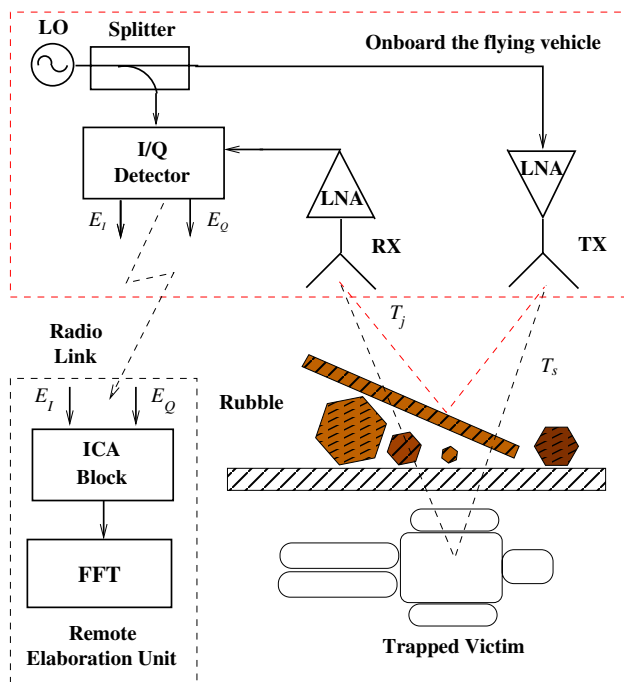 LO
Splitter
Onboard the flying vehicle
I/Q
Detector
LNA
LNA
E_I
E_Q
RX
TX
T_j
T_s
Radio
Link
E_I
E_Q
Rubble
ICA
Block
FFT
Remote
Elaboration Unit
Trapped Victim